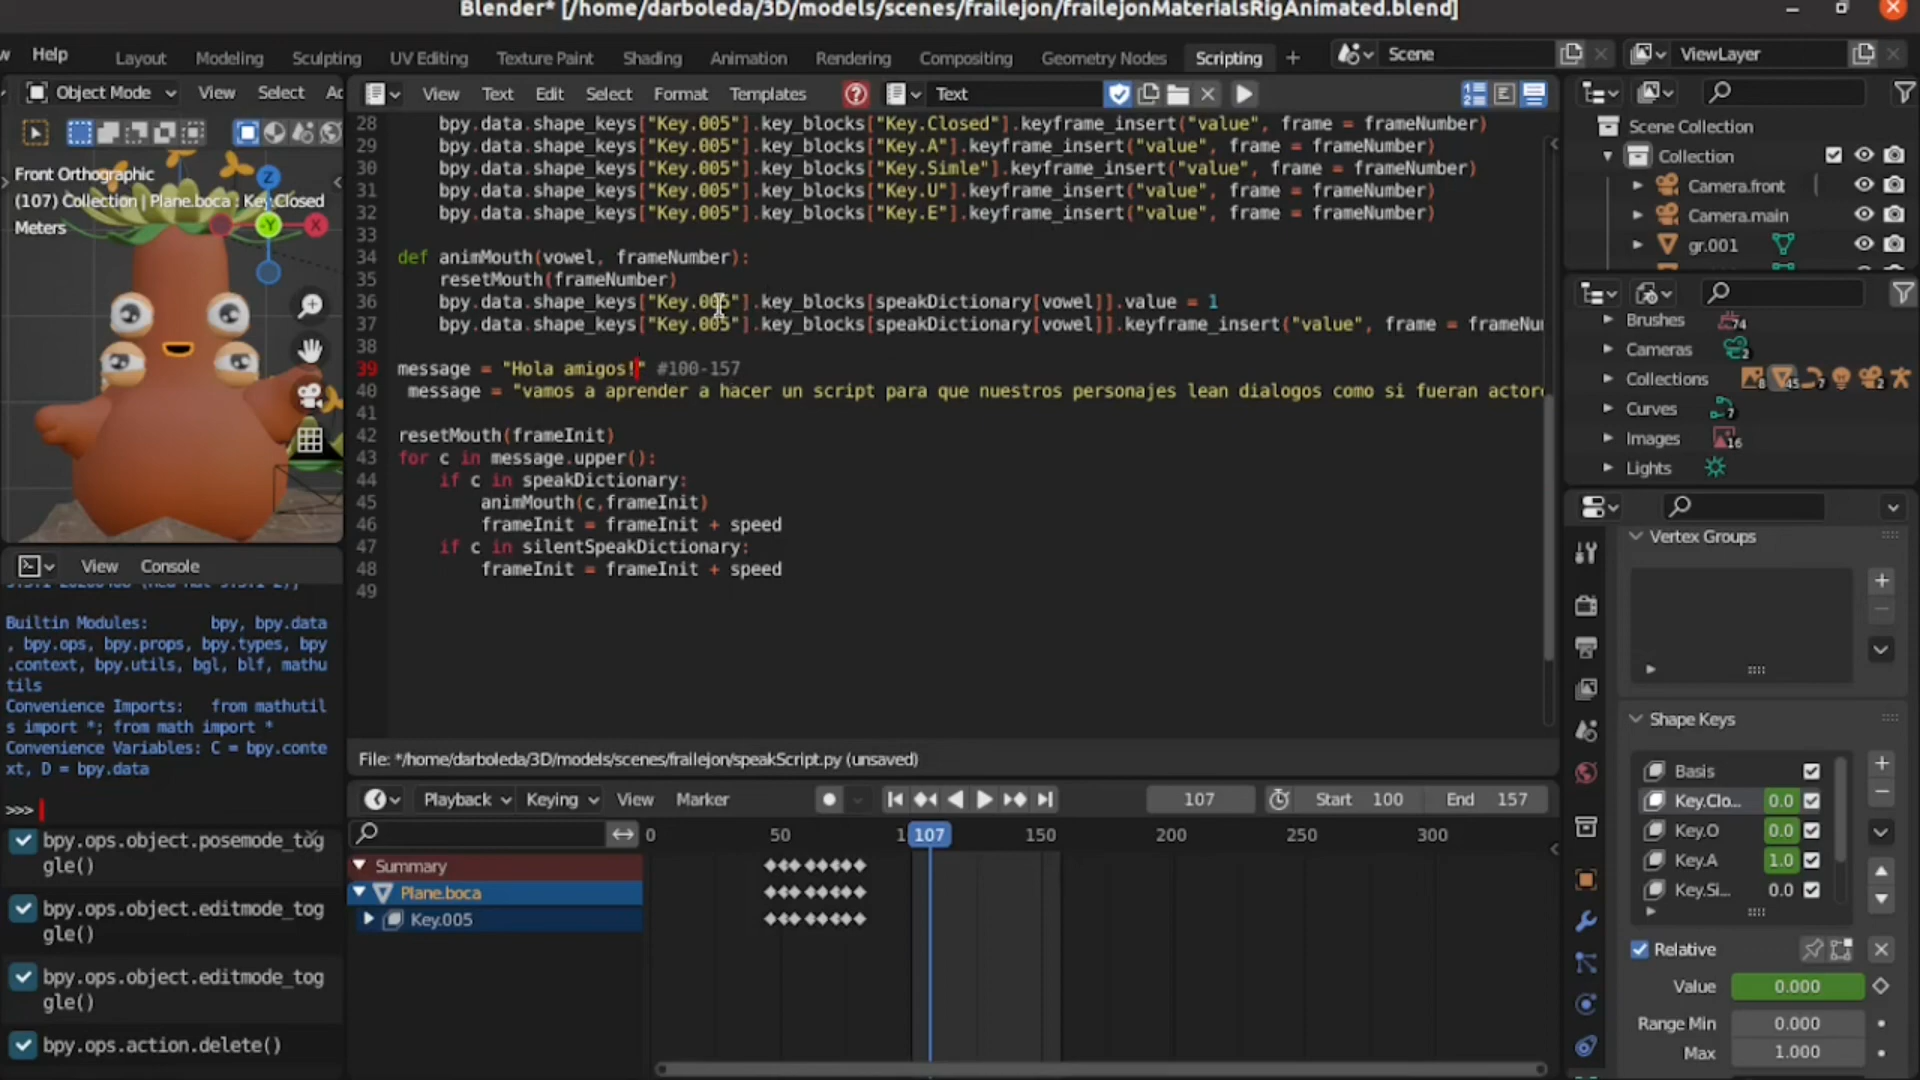 Blender* [/home/darboleda/3D/models/scenes/frailejon/frailejonMaterialsRigAnimated.blend]
Help Layout Modeling Sculpting UV Editing Texture Paint Shading Animation Rendering Compositing Geometry Nodes Scripting + Scene ViewLayer
Object Mode View Select
View Text Edit Select Format Templates Text
Front Orthographic
(107) Collection | Plane.boca : Key.Closed
Meters
Z
-Y
X
28 bpy.data.shape_keys["Key.005"].key_blocks["Key.Closed"].keyframe_insert("value", frame = frameNumber)
29 bpy.data.shape_keys["Key.005"].key_blocks["Key.A"].keyframe_insert("value", frame = frameNumber)
30 bpy.data.shape_keys["Key.005"].key_blocks["Key.Simle"].keyframe_insert("value", frame = frameNumber)
31 bpy.data.shape_keys["Key.005"].key_blocks["Key.U"].keyframe_insert("value", frame = frameNumber)
32 bpy.data.shape_keys["Key.005"].key_blocks["Key.E"].keyframe_insert("value", frame = frameNumber)
33
34 def animMouth(vowel, frameNumber):
35 resetMouth(frameNumber)
36 bpy.data.shape_keys["Key.005"].key_blocks[speakDictionary[vowel]].value = 1
37 bpy.data.shape_keys["Key.005"].key_blocks[speakDictionary[vowel]].keyframe_insert("value", frame = frameNu
38
39 message = "Hola amigos!" #100-157
40 message = "vamos a aprender a hacer un script para que nuestros personajes lean dialogos como si fueran actor
41
42 resetMouth(frameInit)
43 for c in message.upper():
44 if c in speakDictionary:
45 animMouth(c,frameInit)
46 frameInit = frameInit + speed
47 if c in silentSpeakDictionary:
48 frameInit = frameInit + speed
49
File: */home/darboleda/3D/models/scenes/frailejon/speakScript.py (unsaved)
View Console
Builtin Modules: bpy, bpy.data
, bpy.ops, bpy.props, bpy.types, bpy
.context, bpy.utils, bgl, blf, mathu
tils
Convenience Imports: from mathutil
s import *; from math import *
Convenience Variables: C = bpy.conte
xt, D = bpy.data
>>>
bpy.ops.object.posemode_tog
gle()
bpy.ops.object.editmode_tog
gle()
bpy.ops.object.editmode_tog
gle()
bpy.ops.action.delete()
Playback Keying View Marker 107 Start 100 End 157
0 50 107 150 200 250 300
Summary
Plane.boca
Key.005
Scene Collection
Collection
Camera.front
Camera.main
gr.001
Brushes 74
Cameras 2
Collections 8 45 7 2
Curves 7
Images 16
Lights
Vertex Groups
Shape Keys
Basis
Key.Clo... 0.0
Key.O 0.0
Key.A 1.0
Key.Si... 0.0
Relative
Value 0.000
Range Min 0.000
Max 1.000